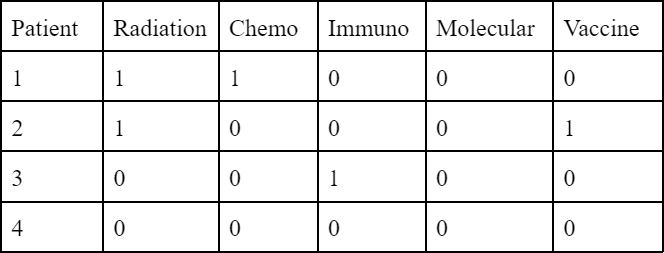 Patient Radiation Chemo Immuno Molecular Vaccine
1 1 1 0 0 0
2 1 0 0 0 1
3 0 0 1 0 0
4 0 0 0 0 0